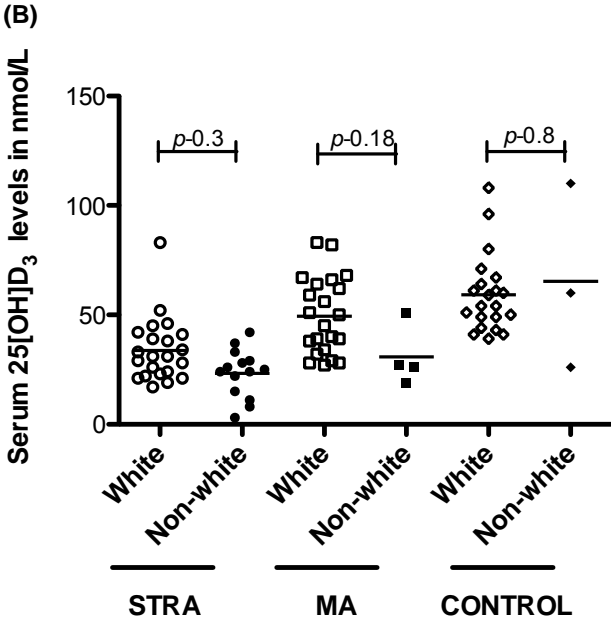 (B)
Serum 25[OH]D3 levels in nmol/L
150
100
50
0
p-0.3
p-0.18
p-0.8
White
Non-white
White
Non-white
White
Non-white
STRA
MA
CONTROL